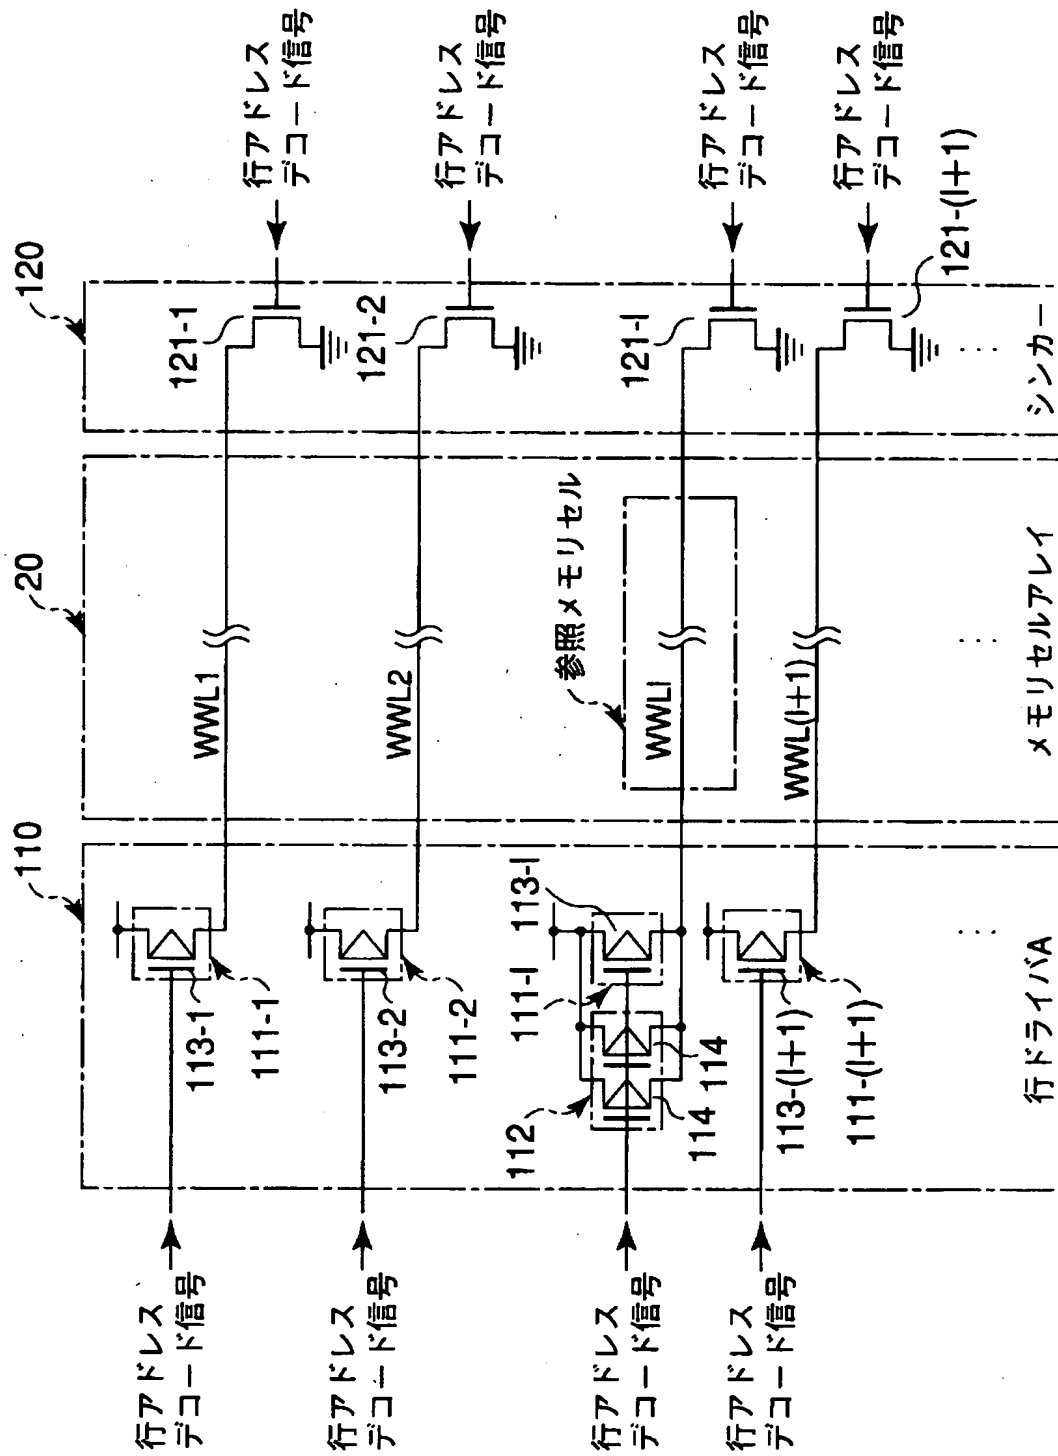 110
20
120
行アドレス
デコード信号
113-1
111-1
WWL1
121-1
行アドレス
デコード信号
行アドレス
デコード信号
113-2
111-2
WWL2
121-2
行アドレス
デコード信号
参照メモリセル
112
111-I
113-I
行アドレス
デコード信号
114
114
WWLI
121-I
行アドレス
デコード信号
行アドレス
デコード信号
113-(I+1)
111-(I+1)
WWL(I+1)
行アドレス
デコード信号
121-(I+1)
行ドライバA
メモリセルアレイ
シンカー